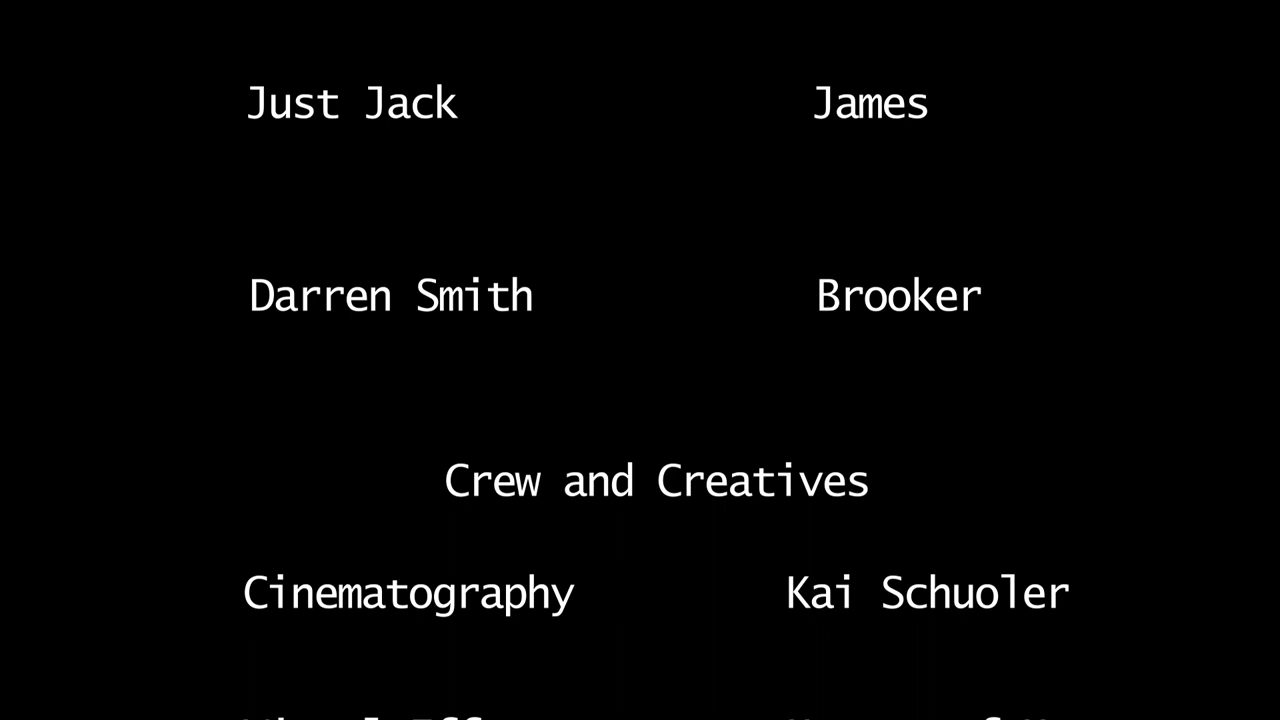 Just Jack James
Darren Smith Brooker
Crew and Creatives
Cinematography Kai Schuoler